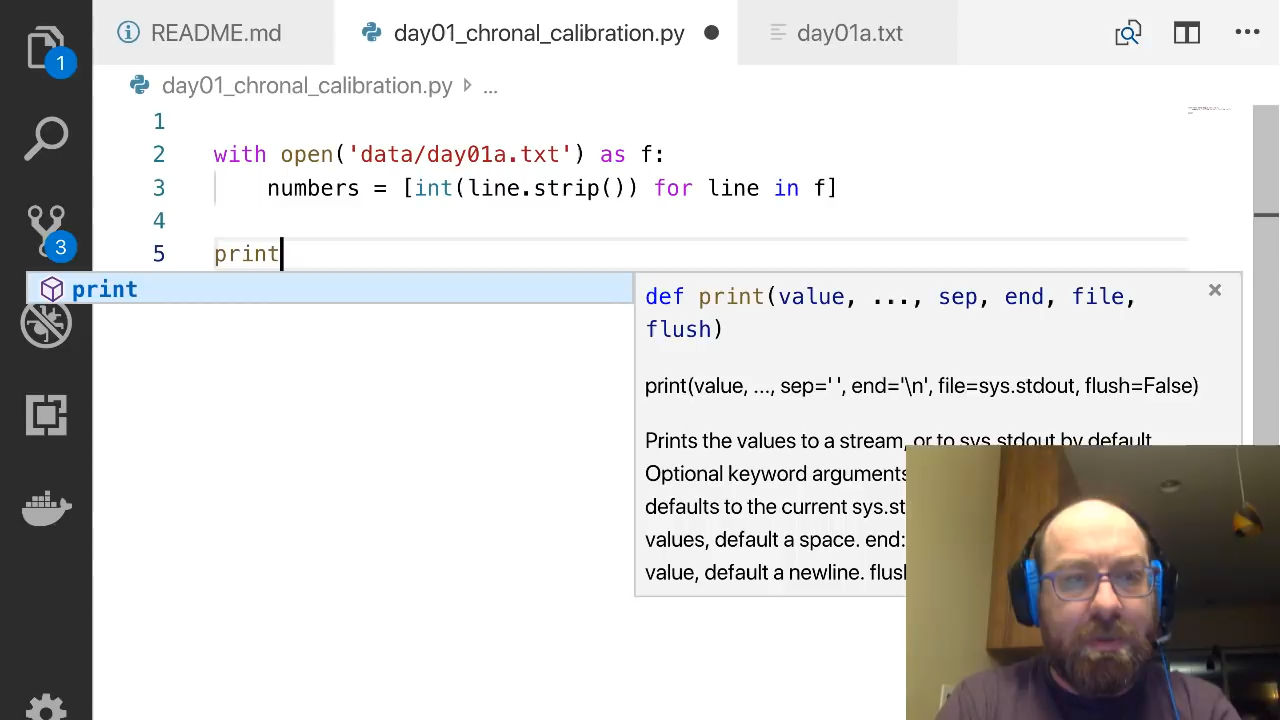 README.md
day01_chronal_calibration.py
day01a.txt
1
day01_chronal_calibration.py
...
1
2 with open('data/day01a.txt') as f:
3 numbers = [int(line.strip()) for line in f]
4
5 print
3
print
def print(value, ..., sep, end, file,
flush)
print(value, ..., sep=' ', end='\n', file=sys.stdout, flush=False)
Prints the values to a stream, or to sys.stdout by default.
Optional keyword arguments
defaults to the current sys.st
values, default a space. end:
value, default a newline. flus